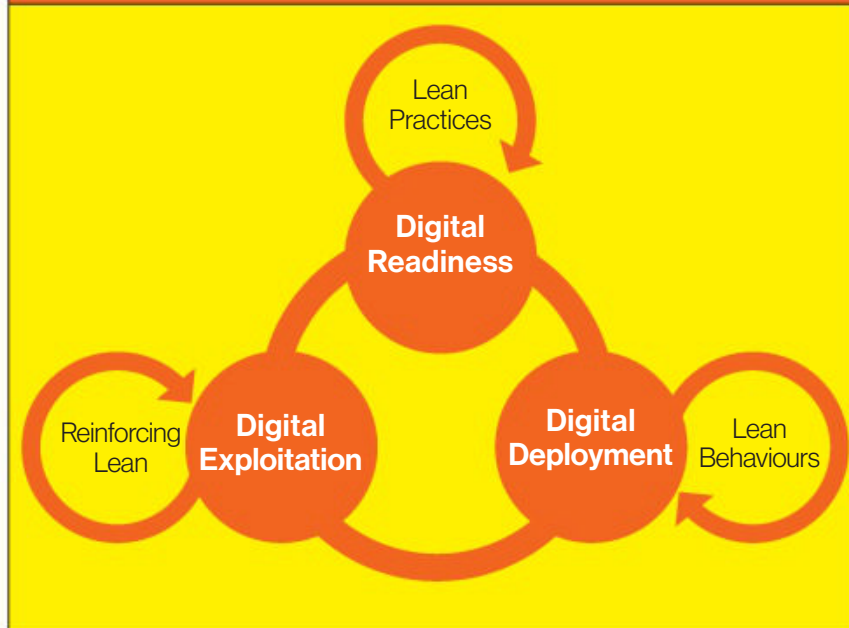 Lean
Practices
Digital
Readiness
Reinforcing
Lean
Digital
Exploitation
Digital
Deployment
Lean
Behaviours